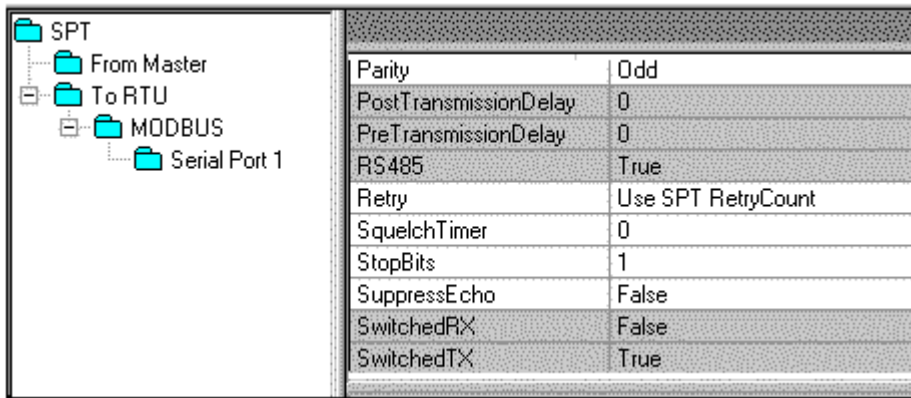 SPT
From Master
To RTU
MODBUS
Serial Port 1
Parity Odd
PostTransmissionDelay 0
PreTransmissionDelay 0
RS485 True
Retry Use SPT RetryCount
SquelchTimer 0
StopBits 1
SuppressEcho False
SwitchedRX False
SwitchedTX True